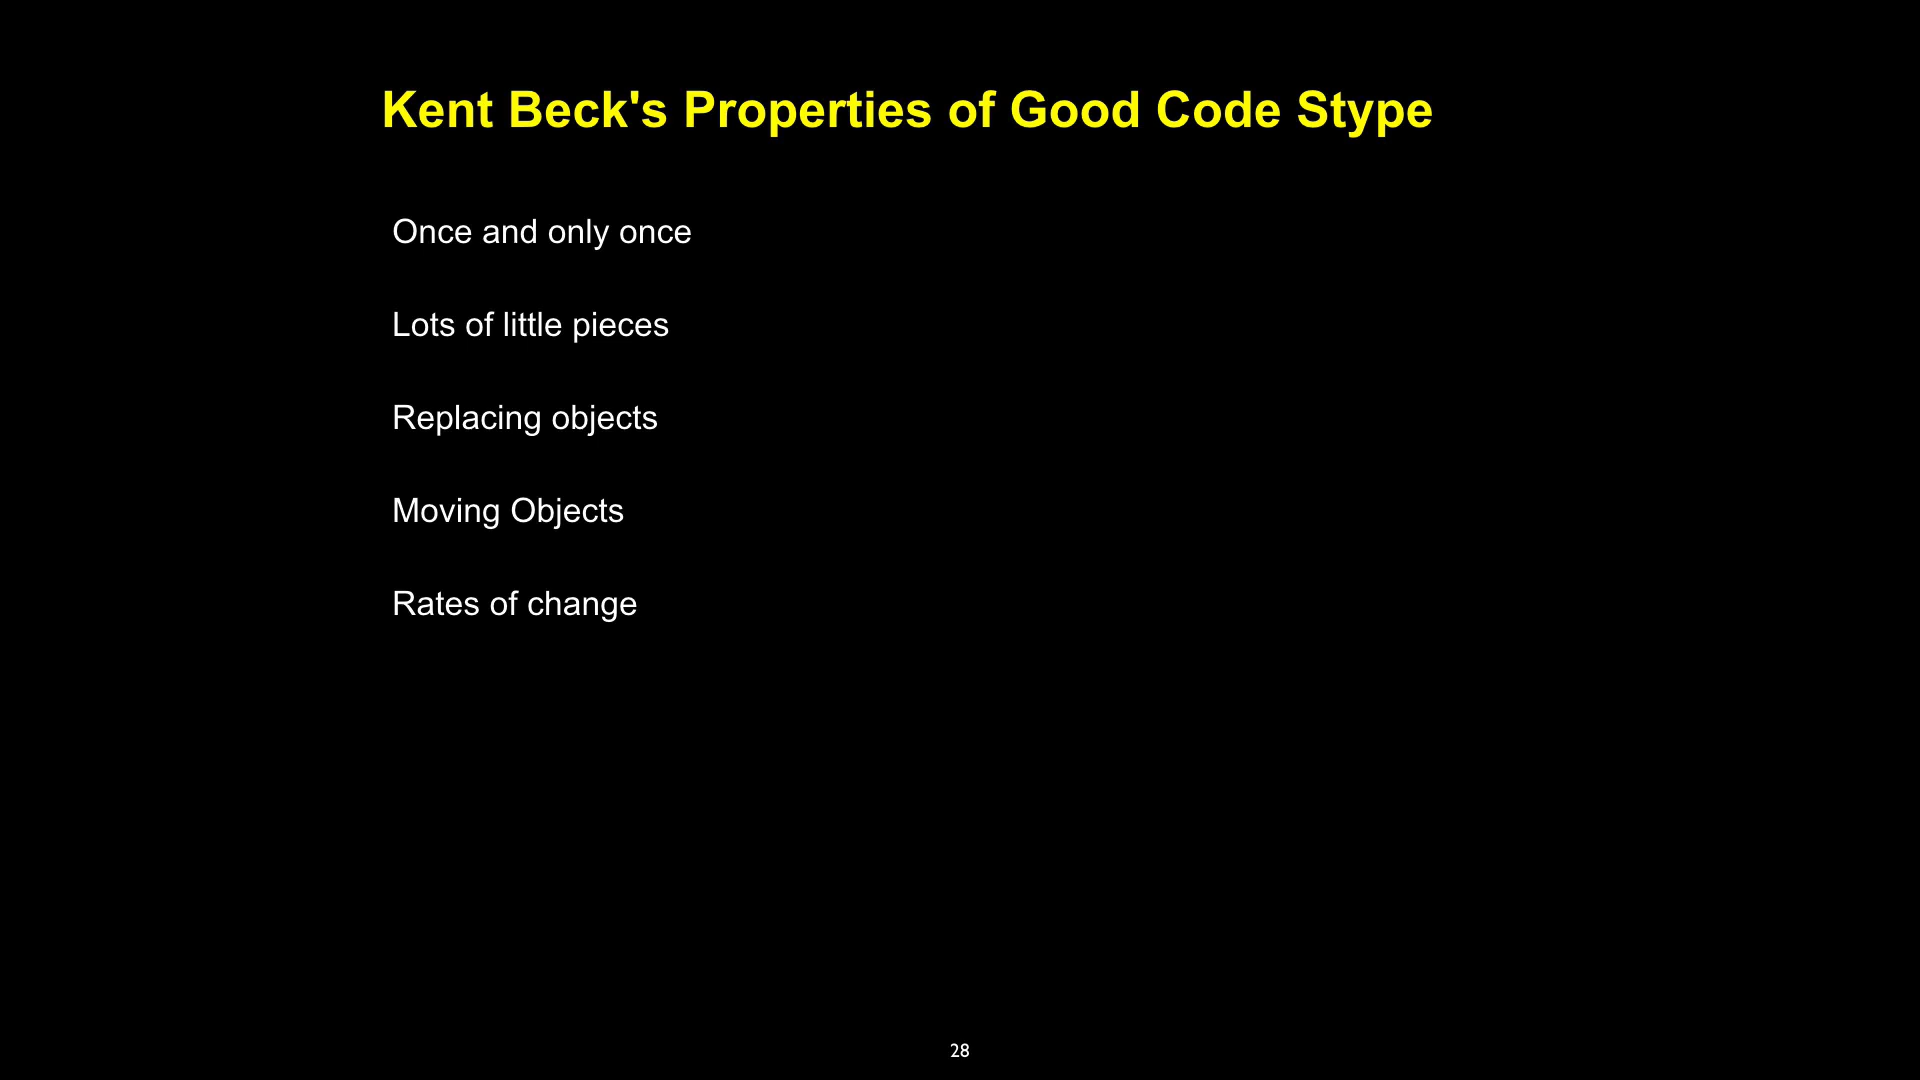 Kent Beck's Properties of Good Code Stype
Once and only once
Lots of little pieces
Replacing objects
Moving Objects
Rates of change
28